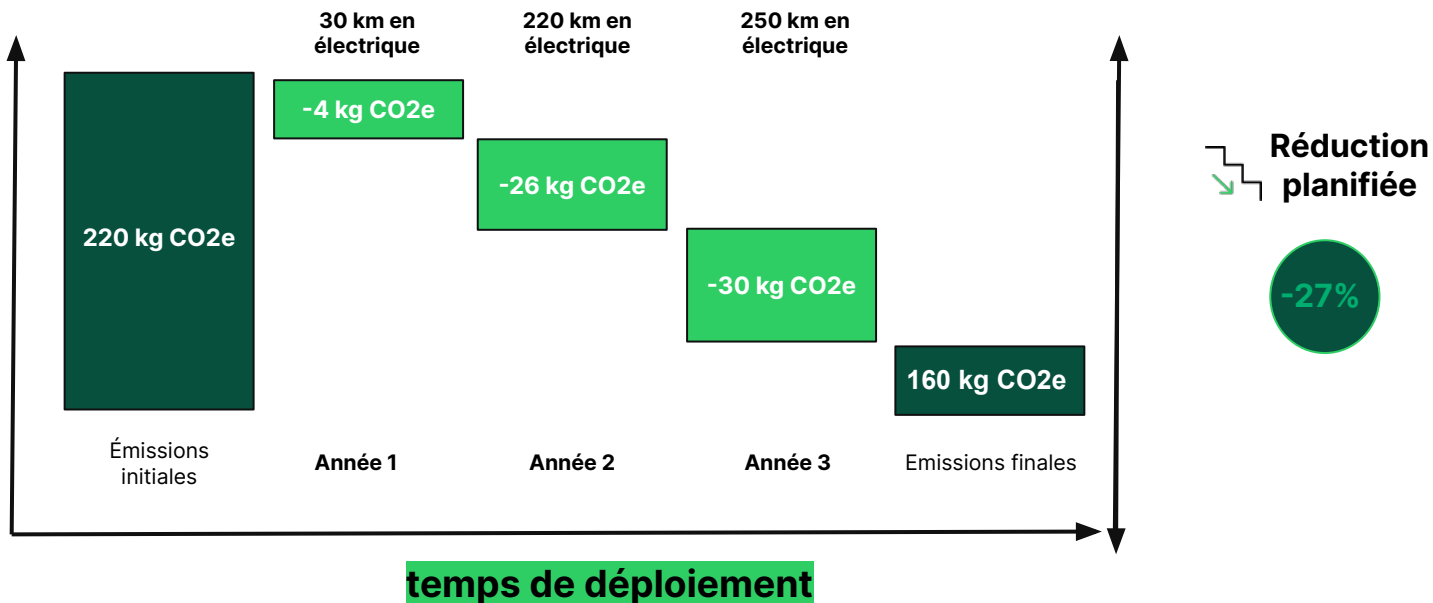 30 km en
électrique
220 km en
électrique
250 km en
électrique
-4 kg CO2e
-26 kg CO2e
220 kg CO2e
-30 kg CO2e
160 kg CO2e
Réduction
planifiée
-27%
Émissions
initiales
Année 1
Année 2
Année 3
Emissions finales
temps de déploiement